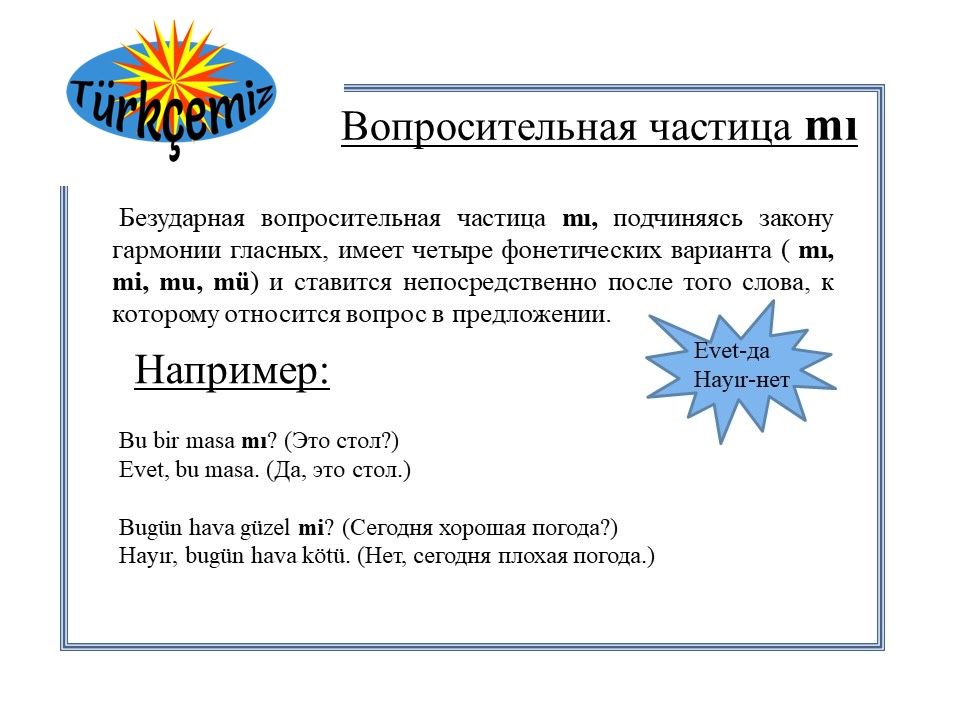 Türkçemiz
Вопросительная частица mı
Безударная вопросительная частица mı, подчиняясь закону
гармонии гласных, имеет четыре фонетических варианта ( mı,
mi, mu, mü) и ставится непосредственно после того слова, к
которому относится вопрос в предложении.
Evet-да
Hayır-нет
Например:
Bu bir masa mı? (Это стол?)
Evet, bu masa. (Да, это стол.)
Bugün hava güzel mi? (Сегодня хорошая погода?)
Hayır, bugün hava kötü. (Нет, сегодня плохая погода.)